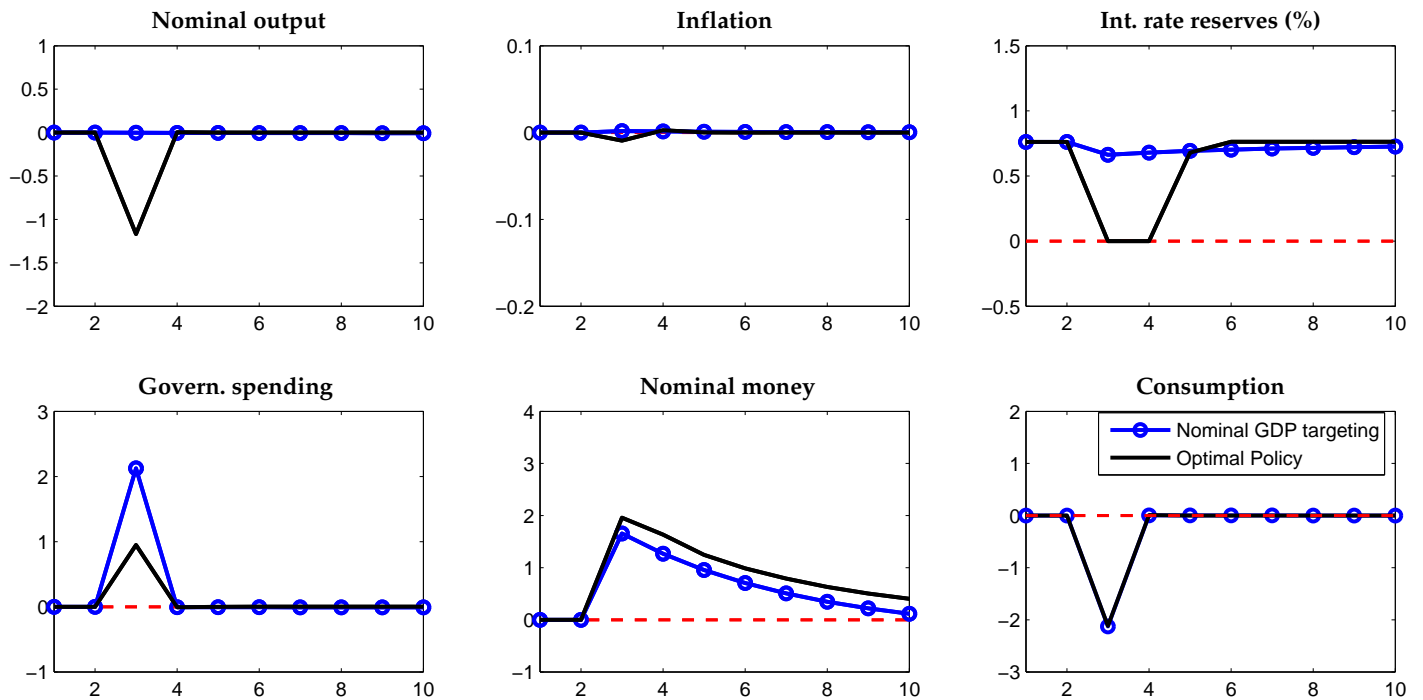 Nominal output
Inflation
Int. rate reserves (%)
1
0.5
0
−0.5
−1
−1.5
−2
2 4 6 8 10
0.1
0
−0.1
−0.2
2 4 6 8 10
1.5
1
0.5
0
−0.5
2 4 6 8 10
Govern. spending
Nominal money
Consumption
3
2
1
0
−1
2 4 6 8 10
4
3
2
1
0
−1
2 4 6 8 10
2
1
0
−1
−2
−3
2 4 6 8 10
Nominal GDP targeting
Optimal Policy